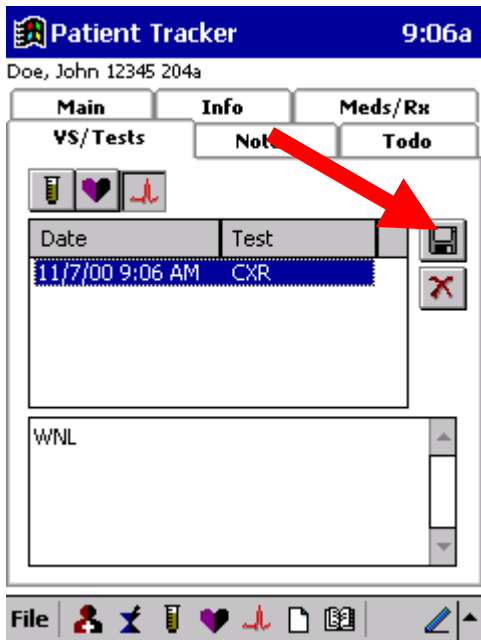 Patient Tracker 9:06a
Doe, John 12345 204a
Main Info Meds/Rx
VS/Tests Todo
Date Test
11/7/00 9:06 AM CXR
WNL
File